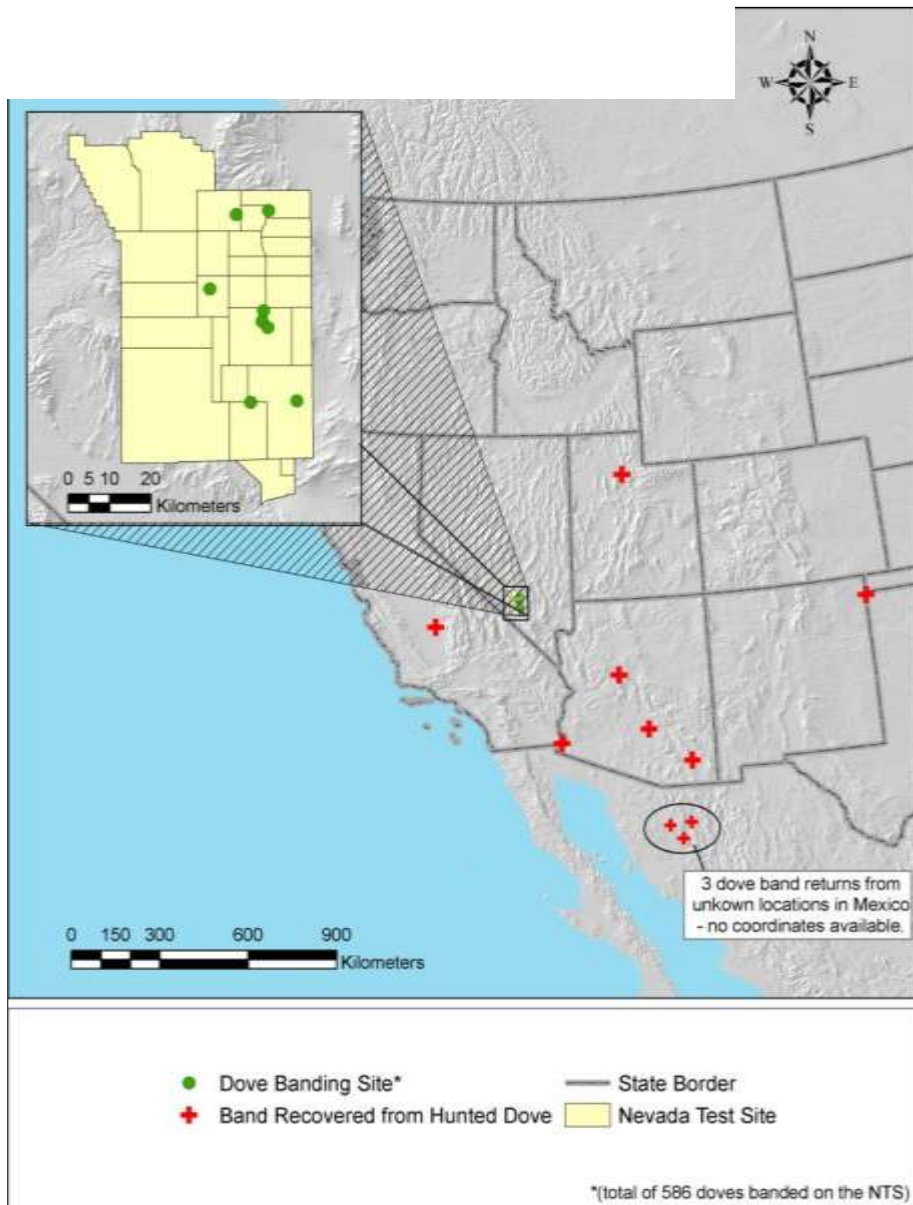 N
W E
S
0 5 10 20
Kilometers
3 dove band returns from
unkown locations in Mexico
- no coordinates available.
0 150 300 600 900
Kilometers
Dove Banding Site*
State Border
Band Recovered from Hunted Dove
Nevada Test Site
*(total of 586 doves banded on the NTS)